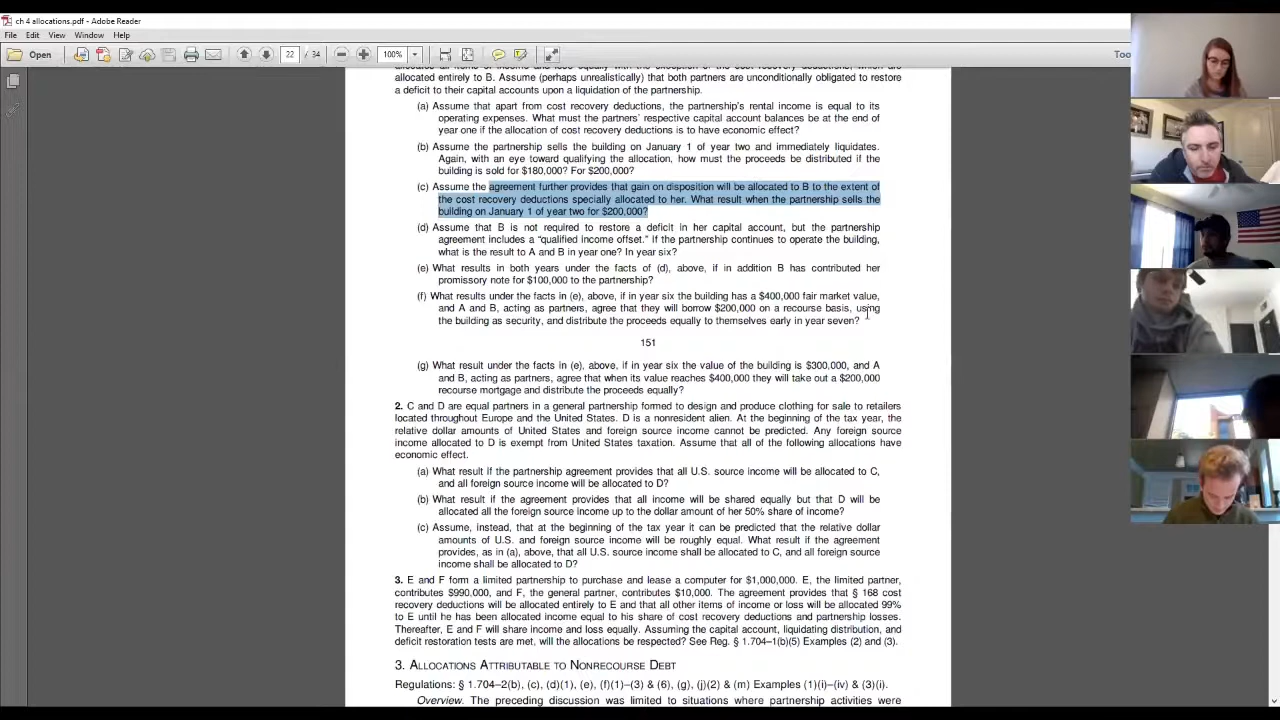 ch 4 allocations.pdf - Adobe Reader
File Edit View Window Help
Open 22 / 34 100% Too
allocated entirely to B. Assume (perhaps unrealistically) that both partners are unconditionally obligated to restore
a deficit to their capital accounts upon a liquidation of the partnership.
(a) Assume that apart from cost recovery deductions, the partnership's rental income is equal to its
operating expenses. What must the partners' respective capital account balances be at the end of
year one if the allocation of cost recovery deductions is to have economic effect?
(b) Assume the partnership sells the building on January 1 of year two and immediately liquidates.
Again, with an eye toward qualifying the allocation, how must the proceeds be distributed if the
building is sold for $180,000? For $200,000?
(c) Assume the agreement further provides that gain on disposition will be allocated to B to the extent of
the cost recovery deductions specially allocated to her. What result when the partnership sells the
building on January 1 of year two for $200,000?
(d) Assume that B is not required to restore a deficit in her capital account, but the partnership
agreement includes a “qualified income offset.” If the partnership continues to operate the building,
what is the result to A and B in year one? In year six?
(e) What results in both years under the facts of (d), above, if in addition B has contributed her
promissory note for $100,000 to the partnership?
(f) What results under the facts in (e), above, if in year six the building has a $400,000 fair market value,
and A and B, acting as partners, agree that they will borrow $200,000 on a recourse basis, using
the building as security, and distribute the proceeds equally to themselves early in year seven?
151
(g) What result under the facts in (e), above, if in year six the value of the building is $300,000, and A
and B, acting as partners, agree that when its value reaches $400,000 they will take out a $200,000
recourse mortgage and distribute the proceeds equally?
2. C and D are equal partners in a general partnership formed to design and produce clothing for sale to retailers
located throughout Europe and the United States. D is a nonresident alien. At the beginning of the tax year, the
relative dollar amounts of United States and foreign source income cannot be predicted. Any foreign source
income allocated to D is exempt from United States taxation. Assume that all of the following allocations have
economic effect.
(a) What result if the partnership agreement provides that all U.S. source income will be allocated to C,
and all foreign source income will be allocated to D?
(b) What result if the agreement provides that all income will be shared equally but that D will be
allocated all the foreign source income up to the dollar amount of her 50% share of income?
(c) Assume, instead, that at the beginning of the tax year it can be predicted that the relative dollar
amounts of U.S. and foreign source income will be roughly equal. What result if the agreement
provides, as in (a), above, that all U.S. source income shall be allocated to C, and all foreign source
income shall be allocated to D?
3. E and F form a limited partnership to purchase and lease a computer for $1,000,000. E, the limited partner,
contributes $990,000, and F, the general partner, contributes $10,000. The agreement provides that § 168 cost
recovery deductions will be allocated entirely to E and that all other items of income or loss will be allocated 99%
to E until he has been allocated income equal to his share of cost recovery deductions and partnership losses.
Thereafter, E and F will share income and loss equally. Assuming the capital account, liquidating distribution, and
deficit restoration tests are met, will the allocations be respected? See Reg. § 1.704–1(b)(5) Examples (2) and (3).
3. ALLOCATIONS ATTRIBUTABLE TO NONRECOURSE DEBT
Regulations: § 1.704–2(b), (c), (d)(1), (e), (f)(1)–(3) & (6), (g), (j)(2) & (m) Examples (1)(i)–(iv) & (3)(i).
Overview. The preceding discussion was limited to situations where partnership activities were